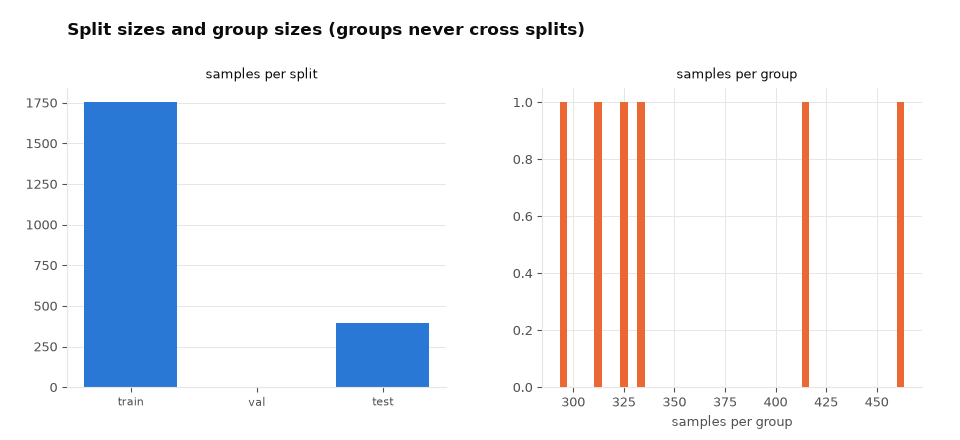 Split sizes and group sizes (groups never cross splits)
samples per split
1750
1500
1250
1000
750
500
250
0
train val test
samples per group
1.0
0.8
0.6
0.4
0.2
0.0
300 325 350 375 400 425 450
samples per group